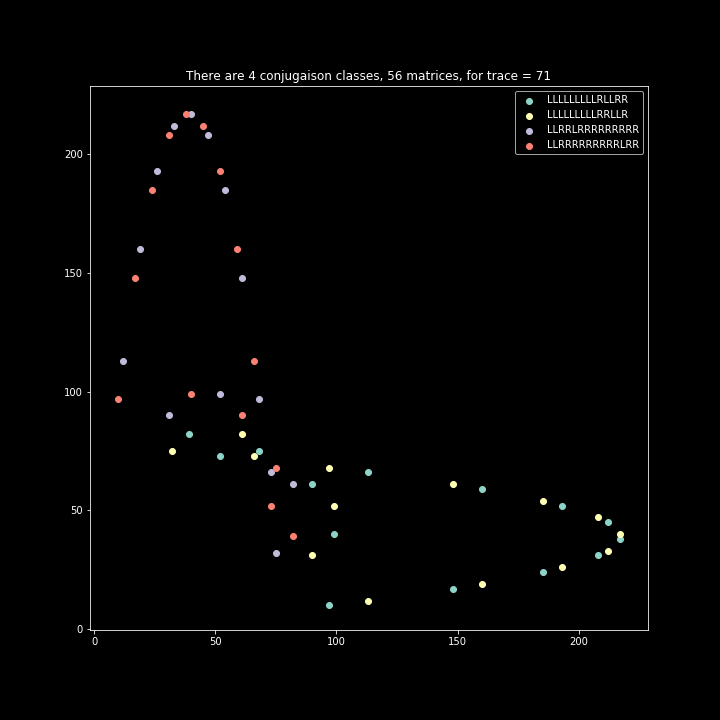 There are 4 conjugaison classes, 56 matrices, for trace = 71
LLLLLLLLLRLLRR
LLLLLLLLLRRLLR
LLRRLRRRRRRRRR
LLRRRRRRRRRLRR
200
150
100
50
0
0 50 100 150 200